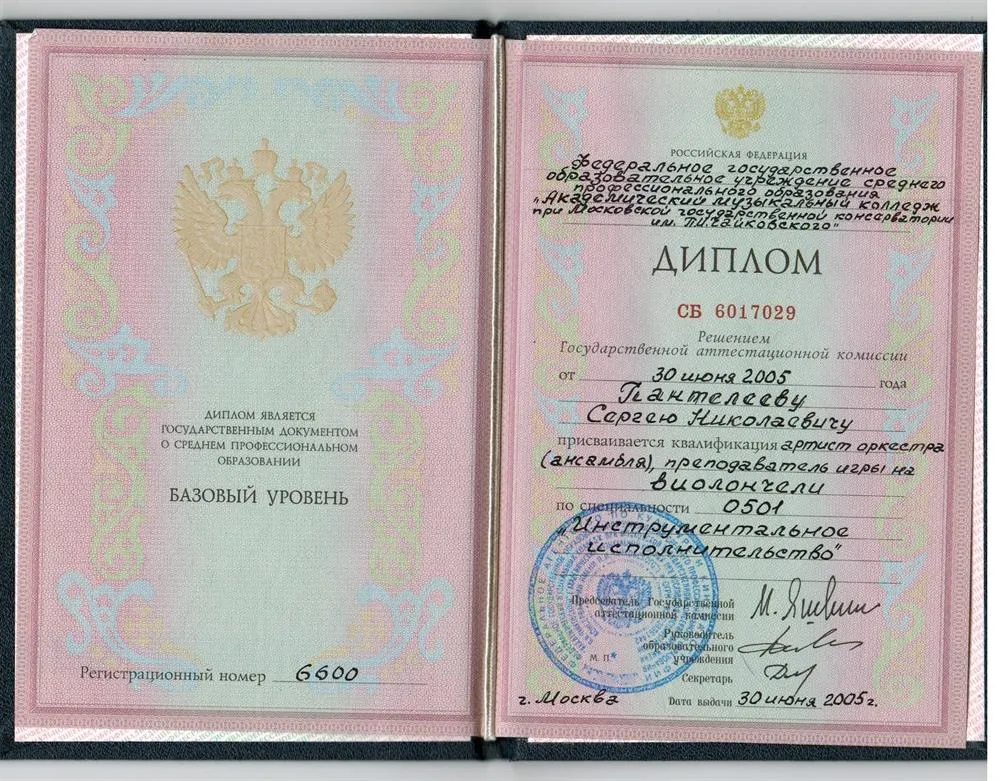 ДИПЛОМ ЯВЛЯЕТСЯ
ГОСУДАРСТВЕННЫМ ДОКУМЕНТОМ
О СРЕДНЕМ ПРОФЕССИОНАЛЬНОМ
ОБРАЗОВАНИИ
БАЗОВЫЙ УРОВЕНЬ
Регистрационный номер 6600
РОССИЙСКАЯ ФЕДЕРАЦИЯ
Федеральное государственное
образовательное учреждение среднего
профессионального образования
"Академический музыкальный колледж
при Московской государственной консерватории
им. П.И.Чайковского"
ДИПЛОМ
СБ 6017029
Решением
Государственной аттестационной комиссии
от 30 июня 2005 года
Пантелееву
Сергею Николаевичу
присваивается квалификация артист оркестра
(ансамбля), преподаватель игры на
виолончели
по специальности 0501
"Инструментальное
исполнительство"
Председатель Государственной
аттестационной комиссии
Руководитель
образовательного
учреждения
М. П.
Секретарь
г. Москва Дата выдачи 30 июня 2005 г.